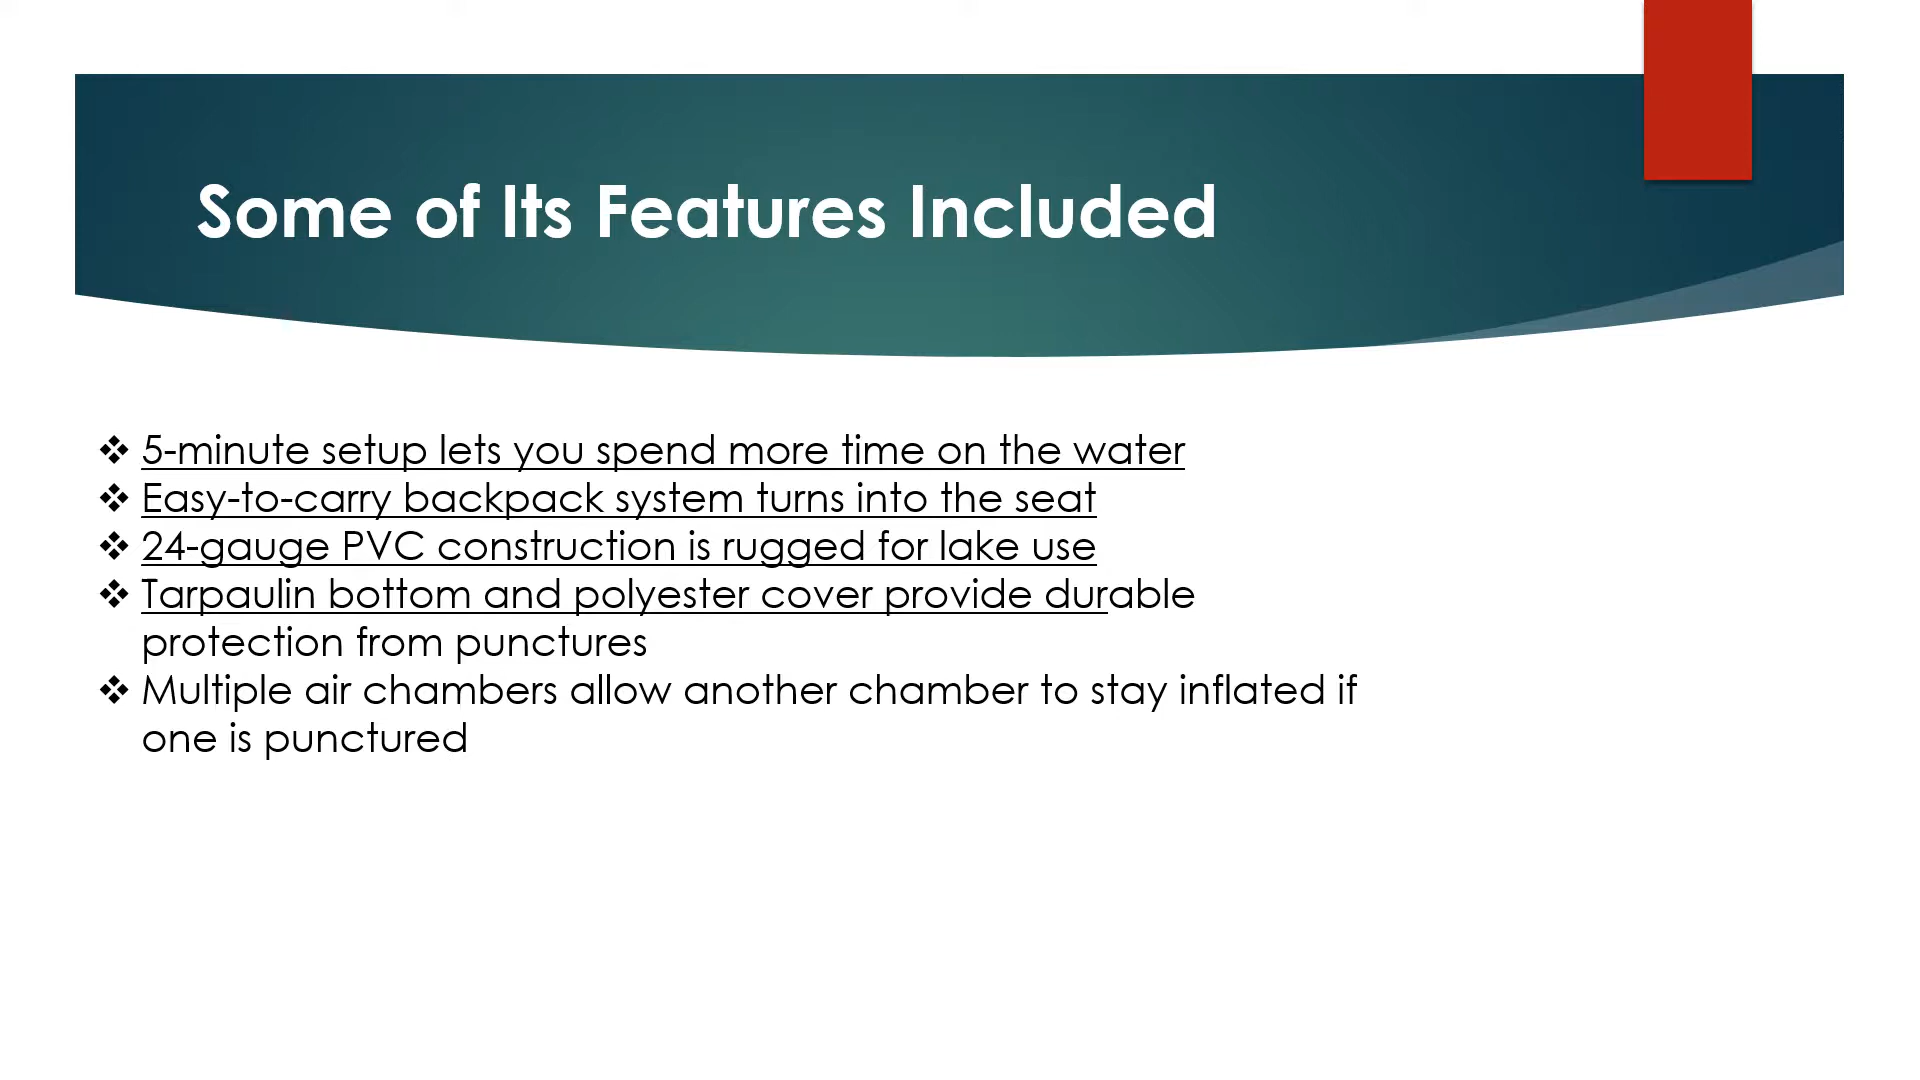 Some of Its Features Included
❖ 5-minute setup lets you spend more time on the water
❖ Easy-to-carry backpack system turns into the seat
❖ 24-gauge PVC construction is rugged for lake use
❖ Tarpaulin bottom and polyester cover provide durable
protection from punctures
❖ Multiple air chambers allow another chamber to stay inflated if
one is punctured